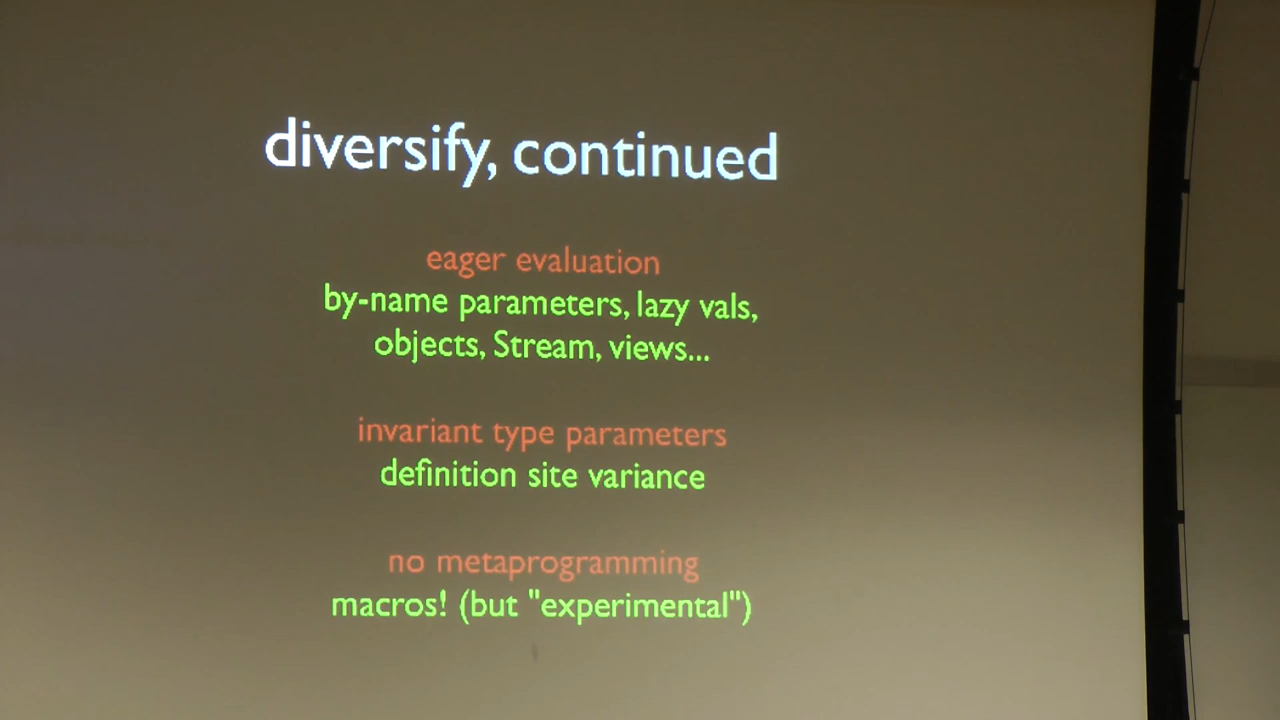 diversify, continued
eager evaluation
by-name parameters, lazy vals,
objects, Stream, views...
invariant type parameters
definition site variance
no metaprogramming
macros! (but "experimental")